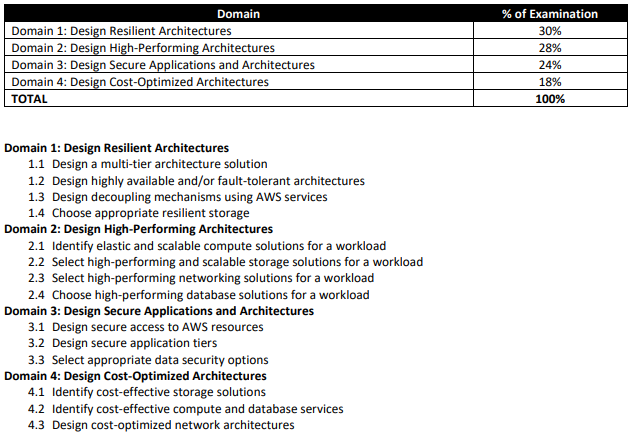 Domain % of Examination
Domain 1: Design Resilient Architectures 30%
Domain 2: Design High-Performing Architectures 28%
Domain 3: Design Secure Applications and Architectures 24%
Domain 4: Design Cost-Optimized Architectures 18%
TOTAL 100%
Domain 1: Design Resilient Architectures
1.1 Design a multi-tier architecture solution
1.2 Design highly available and/or fault-tolerant architectures
1.3 Design decoupling mechanisms using AWS services
1.4 Choose appropriate resilient storage
Domain 2: Design High-Performing Architectures
2.1 Identify elastic and scalable compute solutions for a workload
2.2 Select high-performing and scalable storage solutions for a workload
2.3 Select high-performing networking solutions for a workload
2.4 Choose high-performing database solutions for a workload
Domain 3: Design Secure Applications and Architectures
3.1 Design secure access to AWS resources
3.2 Design secure application tiers
3.3 Select appropriate data security options
Domain 4: Design Cost-Optimized Architectures
4.1 Identify cost-effective storage solutions
4.2 Identify cost-effective compute and database services
4.3 Design cost-optimized network architectures